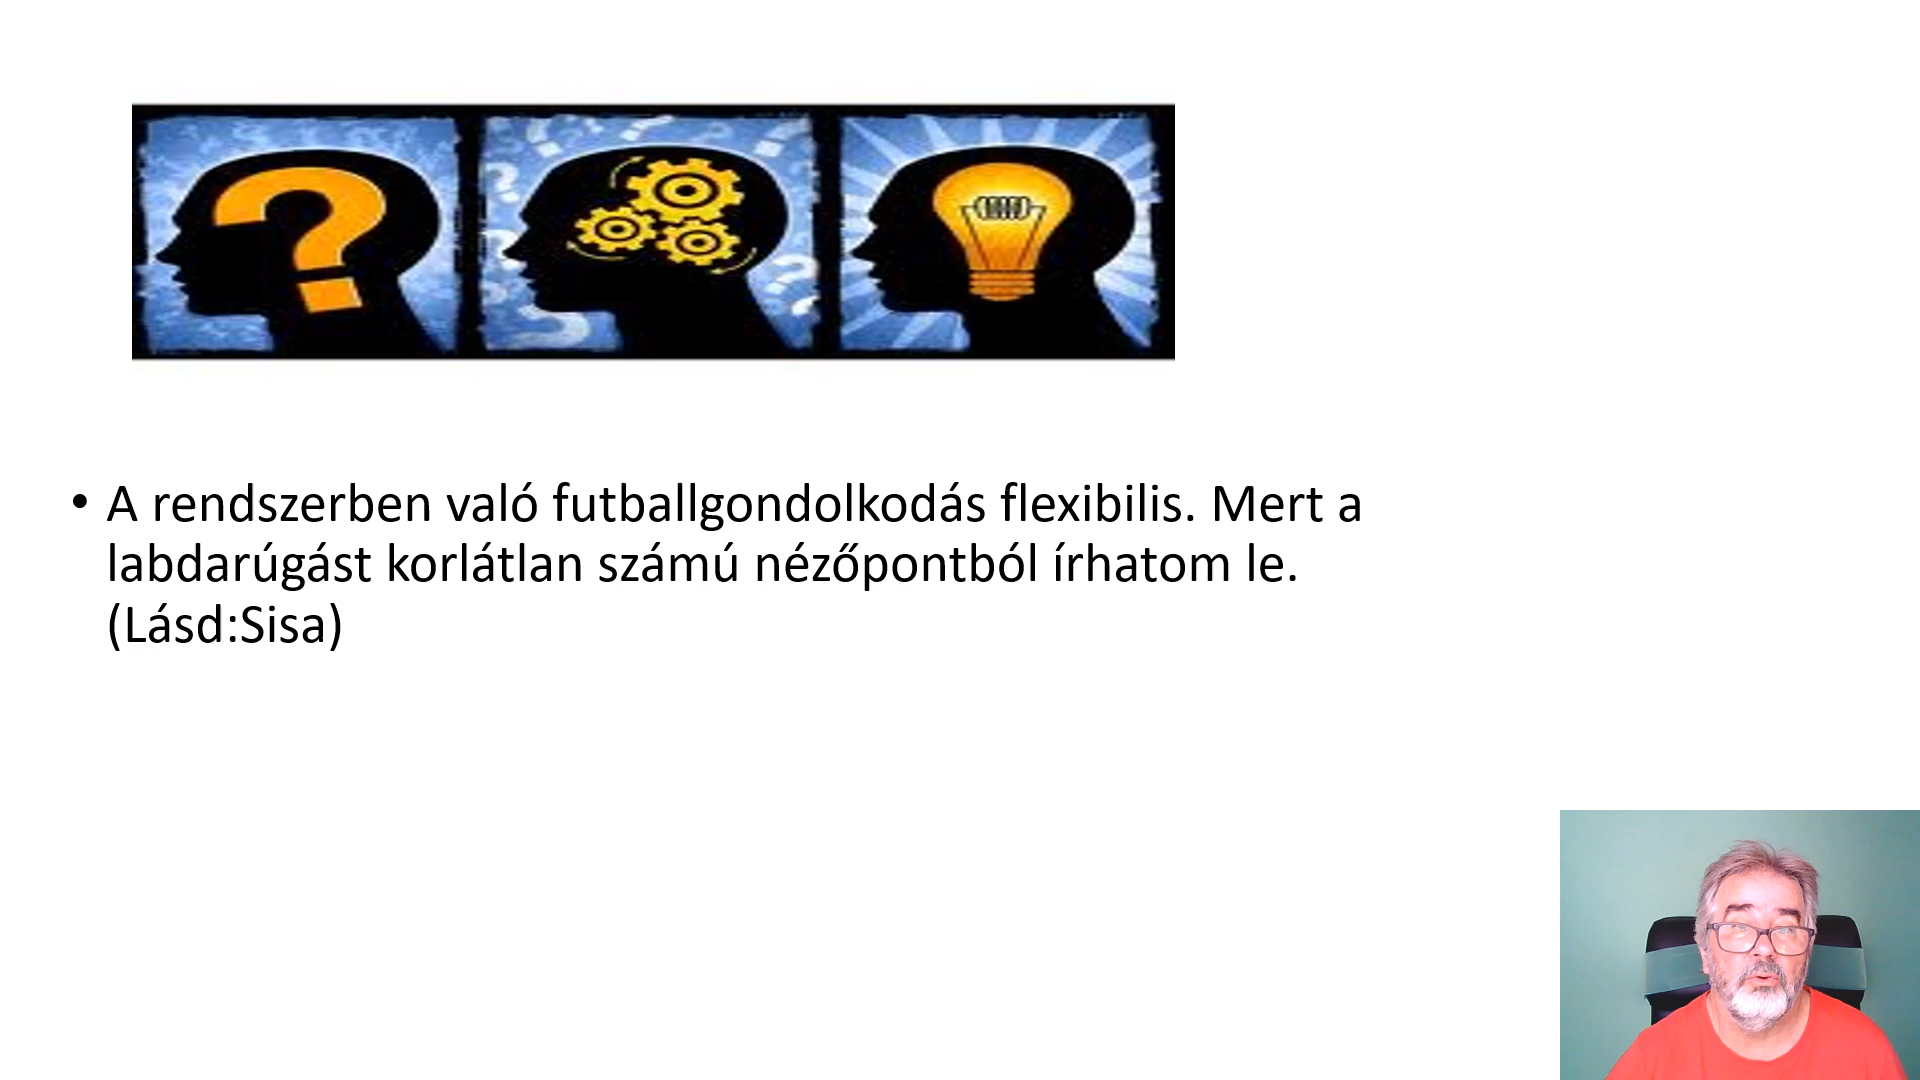 • A rendszerben való futballgondolkodás flexibilis. Mert a
labdarúgást korlátlan számú nézőpontból írhatom le.
(Lásd:Sisa)